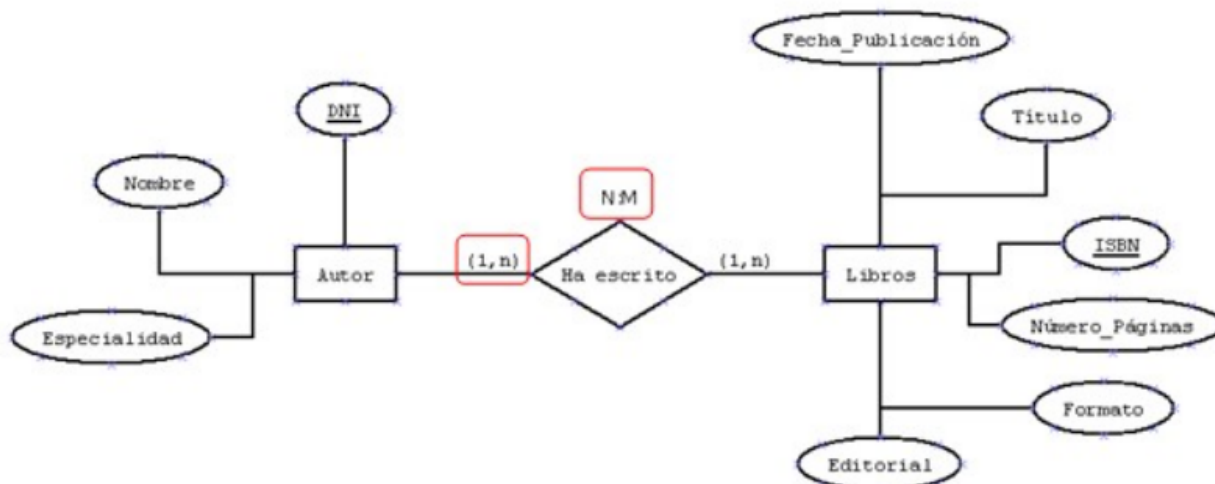 Fecha_Publicación
DNI
Título
Nombre
N:M
ISBN
Autor
(1,n)
Ha escrito
(1,n)
Libros
Especialidad
Número_Páginas
Formato
Editorial